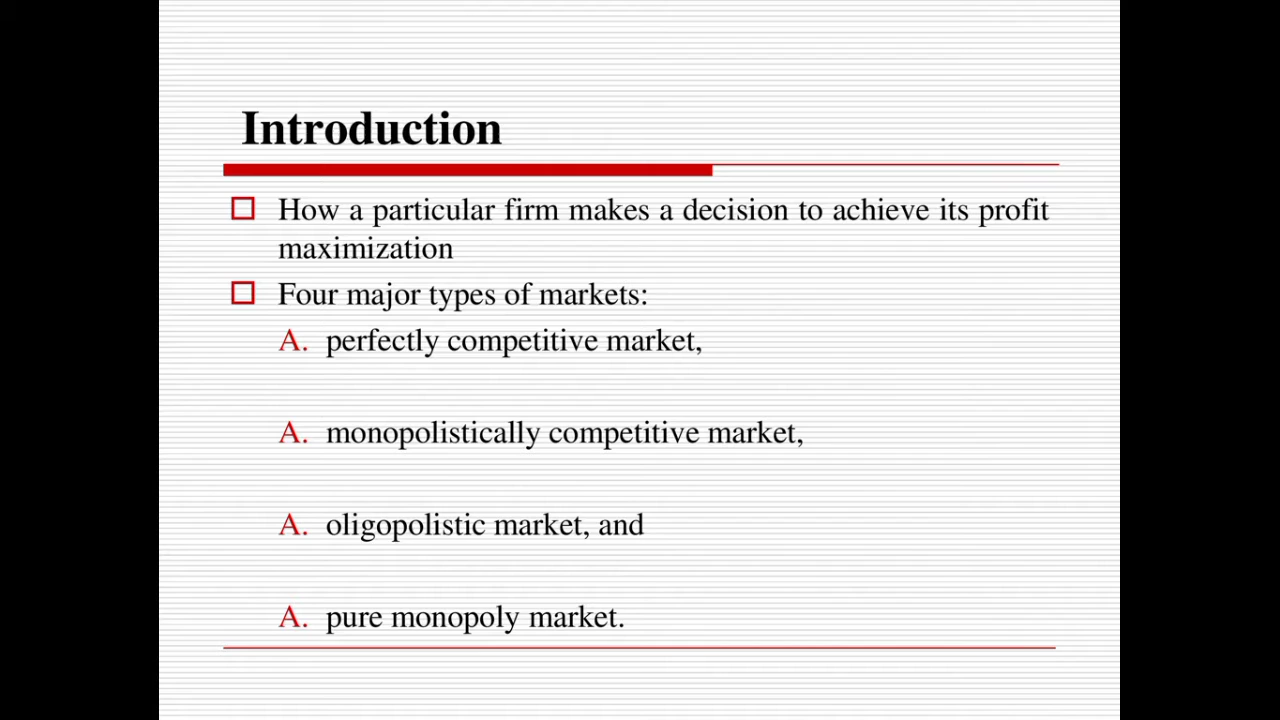 Introduction
How a particular firm makes a decision to achieve its profit
maximization
Four major types of markets:
A. perfectly competitive market,
A. monopolistically competitive market,
A. oligopolistic market, and
A. pure monopoly market.